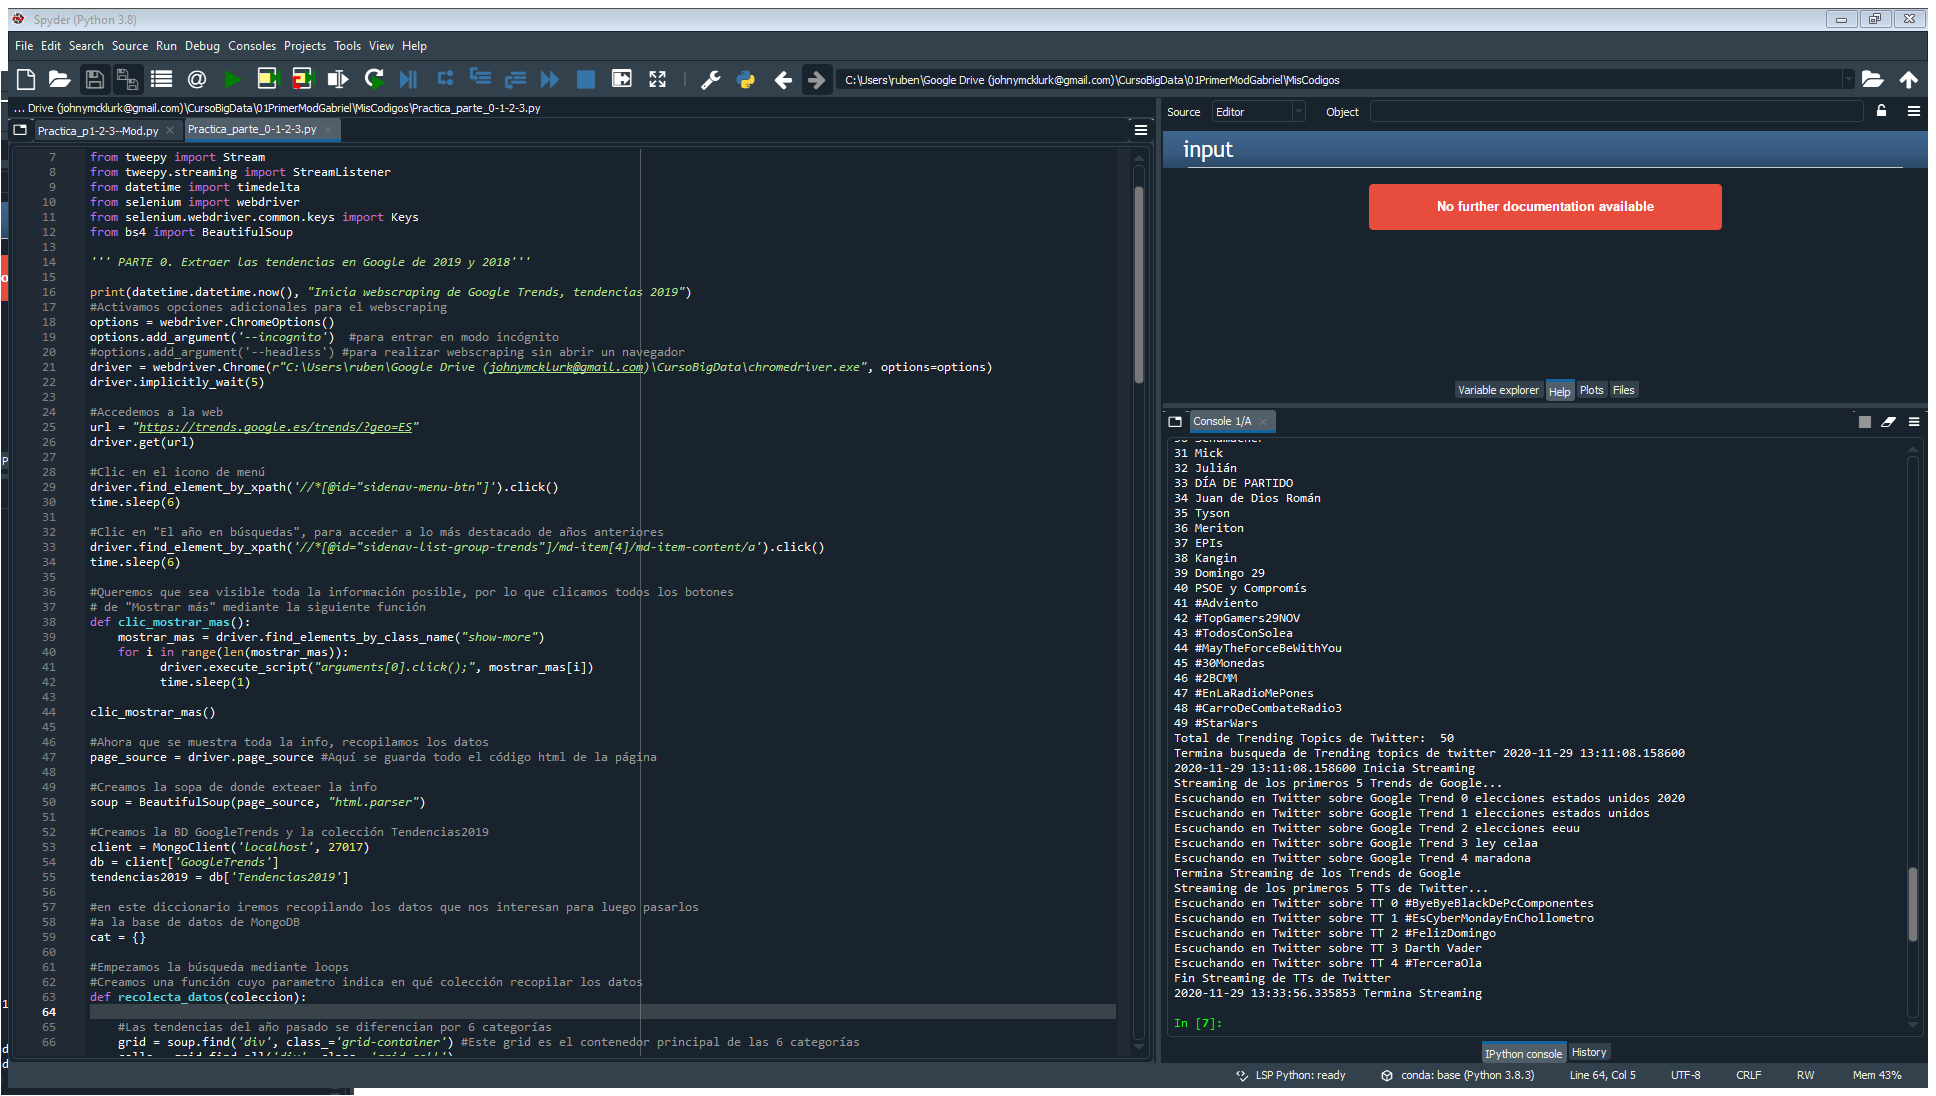 Spyder (Python 3.8)
File Edit Search Source Run Debug Consoles Projects Tools View Help
C:\Users\ruben\Google Drive (johnymcklurk@gmail.com)\CursoBigData\01PrimerModGabriel\MisCodigos
... Drive (johnymcklurk@gmail.com)\CursoBigData\01PrimerModGabriel\MisCodigos\Practica_parte_0-1-2-3.py
Practica_p1-2-3--Mod.py
Practica_parte_0-1-2-3.py
7 from tweepy import Stream
8 from tweepy.streaming import StreamListener
9 from datetime import timedelta
10 from selenium import webdriver
11 from selenium.webdriver.common.keys import Keys
12 from bs4 import BeautifulSoup
13
14 ''' PARTE 0. Extraer las tendencias en Google de 2019 y 2018'''
15
16 print(datetime.datetime.now(), "Inicia webscraping de Google Trends, tendencias 2019")
17 #Activamos opciones adicionales para el webscraping
18 options = webdriver.ChromeOptions()
19 options.add_argument('--incognito')  #para entrar en modo incógnito
20 #options.add_argument('--headless') #para realizar webscraping sin abrir un navegador
21 driver = webdriver.Chrome(r"C:\Users\ruben\Google Drive (johnymcklurk@gmail.com)\CursoBigData\chromedriver.exe", options=options)
22 driver.implicitly_wait(5)
23
24 #Accedemos a la web
25 url = "https://trends.google.es/trends/?geo=ES"
26 driver.get(url)
27
28 #Clic en el icono de menú
29 driver.find_element_by_xpath('//*[@id="sidenav-menu-btn"]').click()
30 time.sleep(6)
31
32 #Clic en "El año en búsquedas", para acceder a lo más destacado de años anteriores
33 driver.find_element_by_xpath('//*[@id="sidenav-list-group-trends"]/md-item[4]/md-item-content/a').click()
34 time.sleep(6)
35
36 #Queremos que sea visible toda la información posible, por lo que clicamos todos los botones
37 # de "Mostrar más" mediante la siguiente función
38 def clic_mostrar_mas():
39 mostrar_mas = driver.find_elements_by_class_name("show-more")
40 for i in range(len(mostrar_mas)):
41 driver.execute_script("arguments[0].click();", mostrar_mas[i])
42 time.sleep(1)
43
44 clic_mostrar_mas()
45
46 #Ahora que se muestra toda la info, recopilamos los datos
47 page_source = driver.page_source #Aquí se guarda todo el código html de la página
48
49 #Creamos la sopa de donde exteaer la info
50 soup = BeautifulSoup(page_source, "html.parser")
51
52 #Creamos la BD GoogleTrends y la colección Tendencias2019
53 client = MongoClient('localhost', 27017)
54 db = client['GoogleTrends']
55 tendencias2019 = db['Tendencias2019']
56
57 #en este diccionario iremos recopilando los datos que nos interesan para luego pasarlos
58 #a la base de datos de MongoDB
59 cat = {}
60
61 #Empezamos la búsqueda mediante loops
62 #Creamos una función cuyo parametro indica en qué colección recopilar los datos
63 def recolecta_datos(coleccion):
64
65 #Las tendencias del año pasado se diferencian por 6 categorías
66 grid = soup.find('div', class_='grid-container') #Este grid es el contenedor principal de las 6 categorías
Source Editor Object
input
No further documentation available
Variable explorer Help Plots Files
Console 1/A
30 Schumacher
31 Mick
32 Julián
33 DÍA DE PARTIDO
34 Juan de Dios Román
35 Tyson
36 Meriton
37 EPIs
38 Kangin
39 Domingo 29
40 PSOE y Compromís
41 #Adviento
42 #TopGamers29NOV
43 #TodosConSolea
44 #MayTheForceBeWithYou
45 #30Monedas
46 #2BCMM
47 #EnLaRadioMePones
48 #CarroDeCombateRadio3
49 #StarWars
Total de Trending Topics de Twitter:  50
Termina busqueda de Trending topics de twitter 2020-11-29 13:11:08.158600
2020-11-29 13:11:08.158600 Inicia Streaming
Streaming de los primeros 5 Trends de Google...
Escuchando en Twitter sobre Google Trend 0 elecciones estados unidos 2020
Escuchando en Twitter sobre Google Trend 1 elecciones estados unidos
Escuchando en Twitter sobre Google Trend 2 elecciones eeuu
Escuchando en Twitter sobre Google Trend 3 ley celaa
Escuchando en Twitter sobre Google Trend 4 maradona
Termina Streaming de los Trends de Google
Streaming de los primeros 5 TTs de Twitter...
Escuchando en Twitter sobre TT 0 #ByeByeBlackDePcComponentes
Escuchando en Twitter sobre TT 1 #EsCyberMondayEnChollometro
Escuchando en Twitter sobre TT 2 #FelizDomingo
Escuchando en Twitter sobre TT 3 Darth Vader
Escuchando en Twitter sobre TT 4 #TerceraOla
Fin Streaming de TTs de Twitter
2020-11-29 13:33:56.335853 Termina Streaming
In [7]:
IPython console History
LSP Python: ready conda: base (Python 3.8.3) Line 64, Col 5 UTF-8 CRLF RW Mem 43%